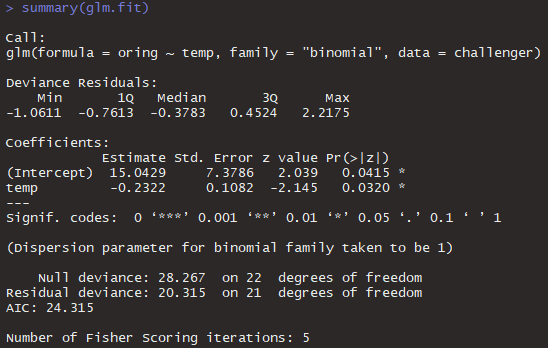 > summary(glm.fit)
Call:
glm(formula = oring ~ temp, family = "binomial", data = challenger)
Deviance Residuals:
    Min       1Q   Median       3Q      Max
-1.0611  -0.7613  -0.3783   0.4524   2.2175
Coefficients:
            Estimate Std. Error z value Pr(>|z|)
(Intercept)  15.0429     7.3786   2.039   0.0415 *
temp         -0.2322     0.1082  -2.145   0.0320 *
---
Signif. codes:  0 ‘***’ 0.001 ‘**’ 0.01 ‘*’ 0.05 ‘.’ 0.1 ‘ ’ 1
(Dispersion parameter for binomial family taken to be 1)
    Null deviance: 28.267  on 22  degrees of freedom
Residual deviance: 20.315  on 21  degrees of freedom
AIC: 24.315
Number of Fisher Scoring iterations: 5